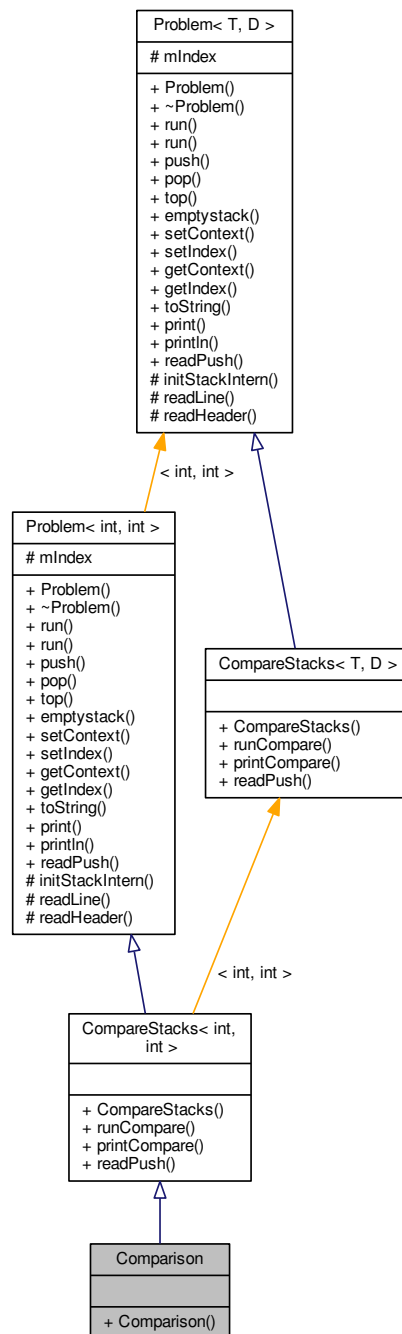 Problem< T, D >
# mIndex
+ Problem()
+ ~Problem()
+ run()
+ run()
+ push()
+ pop()
+ top()
+ emptystack()
+ setContext()
+ setIndex()
+ getContext()
+ getIndex()
+ toString()
+ print()
+ println()
+ readPush()
# initStackIntern()
# readLine()
# readHeader()
< int, int >
Problem< int, int >
# mIndex
+ Problem()
+ ~Problem()
+ run()
+ run()
+ push()
+ pop()
+ top()
+ emptystack()
+ setContext()
+ setIndex()
+ getContext()
+ getIndex()
+ toString()
+ print()
+ println()
+ readPush()
# initStackIntern()
# readLine()
# readHeader()
CompareStacks< T, D >
+ CompareStacks()
+ runCompare()
+ printCompare()
+ readPush()
< int, int >
CompareStacks< int,
int >
+ CompareStacks()
+ runCompare()
+ printCompare()
+ readPush()
Comparison
+ Comparison()